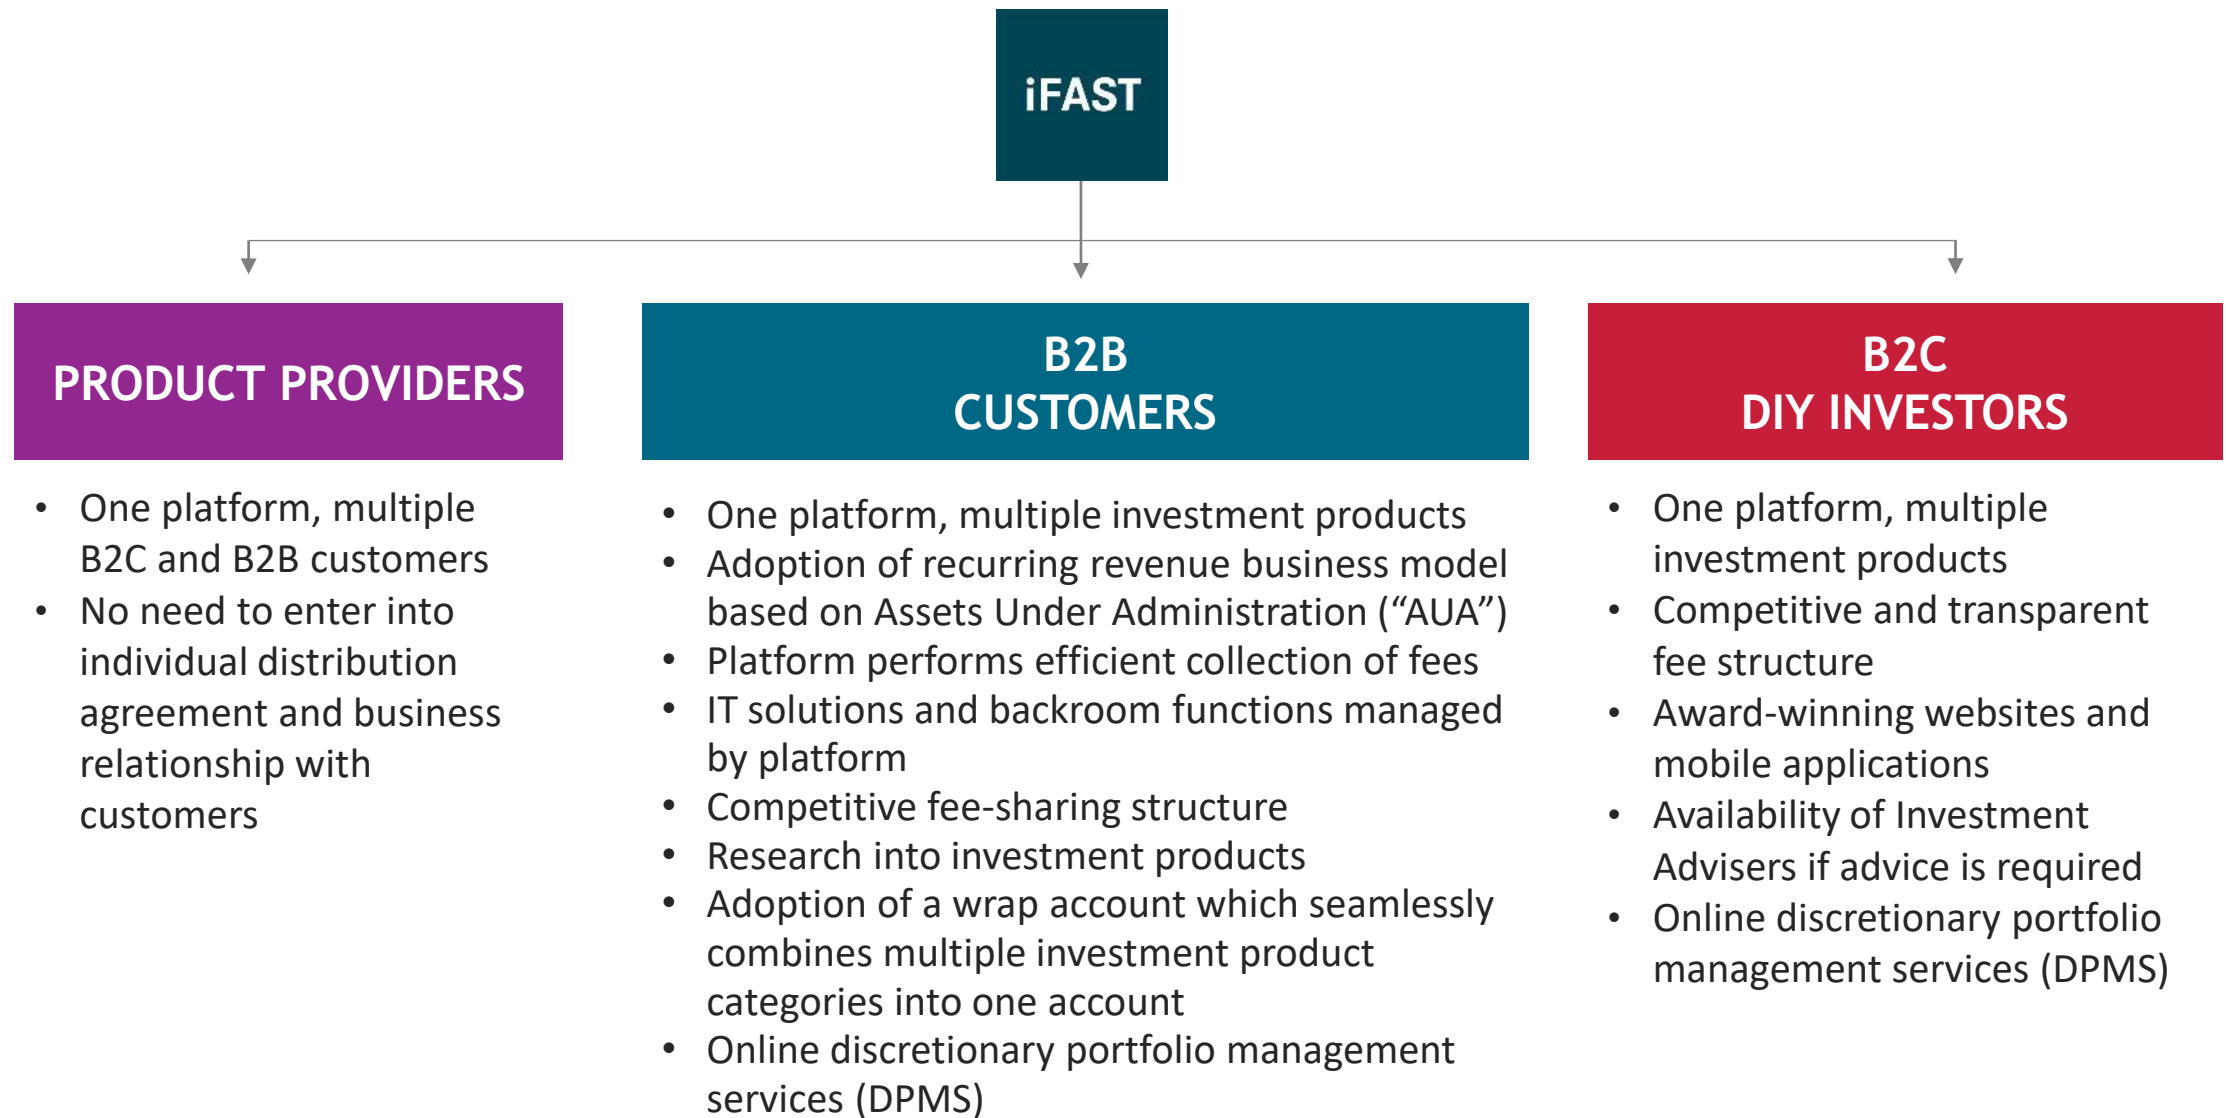 iFAST
PRODUCT PROVIDERS
• One platform, multiple
B2C and B2B customers
• No need to enter into
individual distribution
agreement and business
relationship with
customers
B2B
CUSTOMERS
• One platform, multiple investment products
• Adoption of recurring revenue business model
based on Assets Under Administration (“AUA”)
• Platform performs efficient collection of fees
• IT solutions and backroom functions managed
by platform
• Competitive fee-sharing structure
• Research into investment products
• Adoption of a wrap account which seamlessly
combines multiple investment product
categories into one account
• Online discretionary portfolio management
services (DPMS)
B2C
DIY INVESTORS
• One platform, multiple
investment products
• Competitive and transparent
fee structure
• Award-winning websites and
mobile applications
• Availability of Investment
Advisers if advice is required
• Online discretionary portfolio
management services (DPMS)